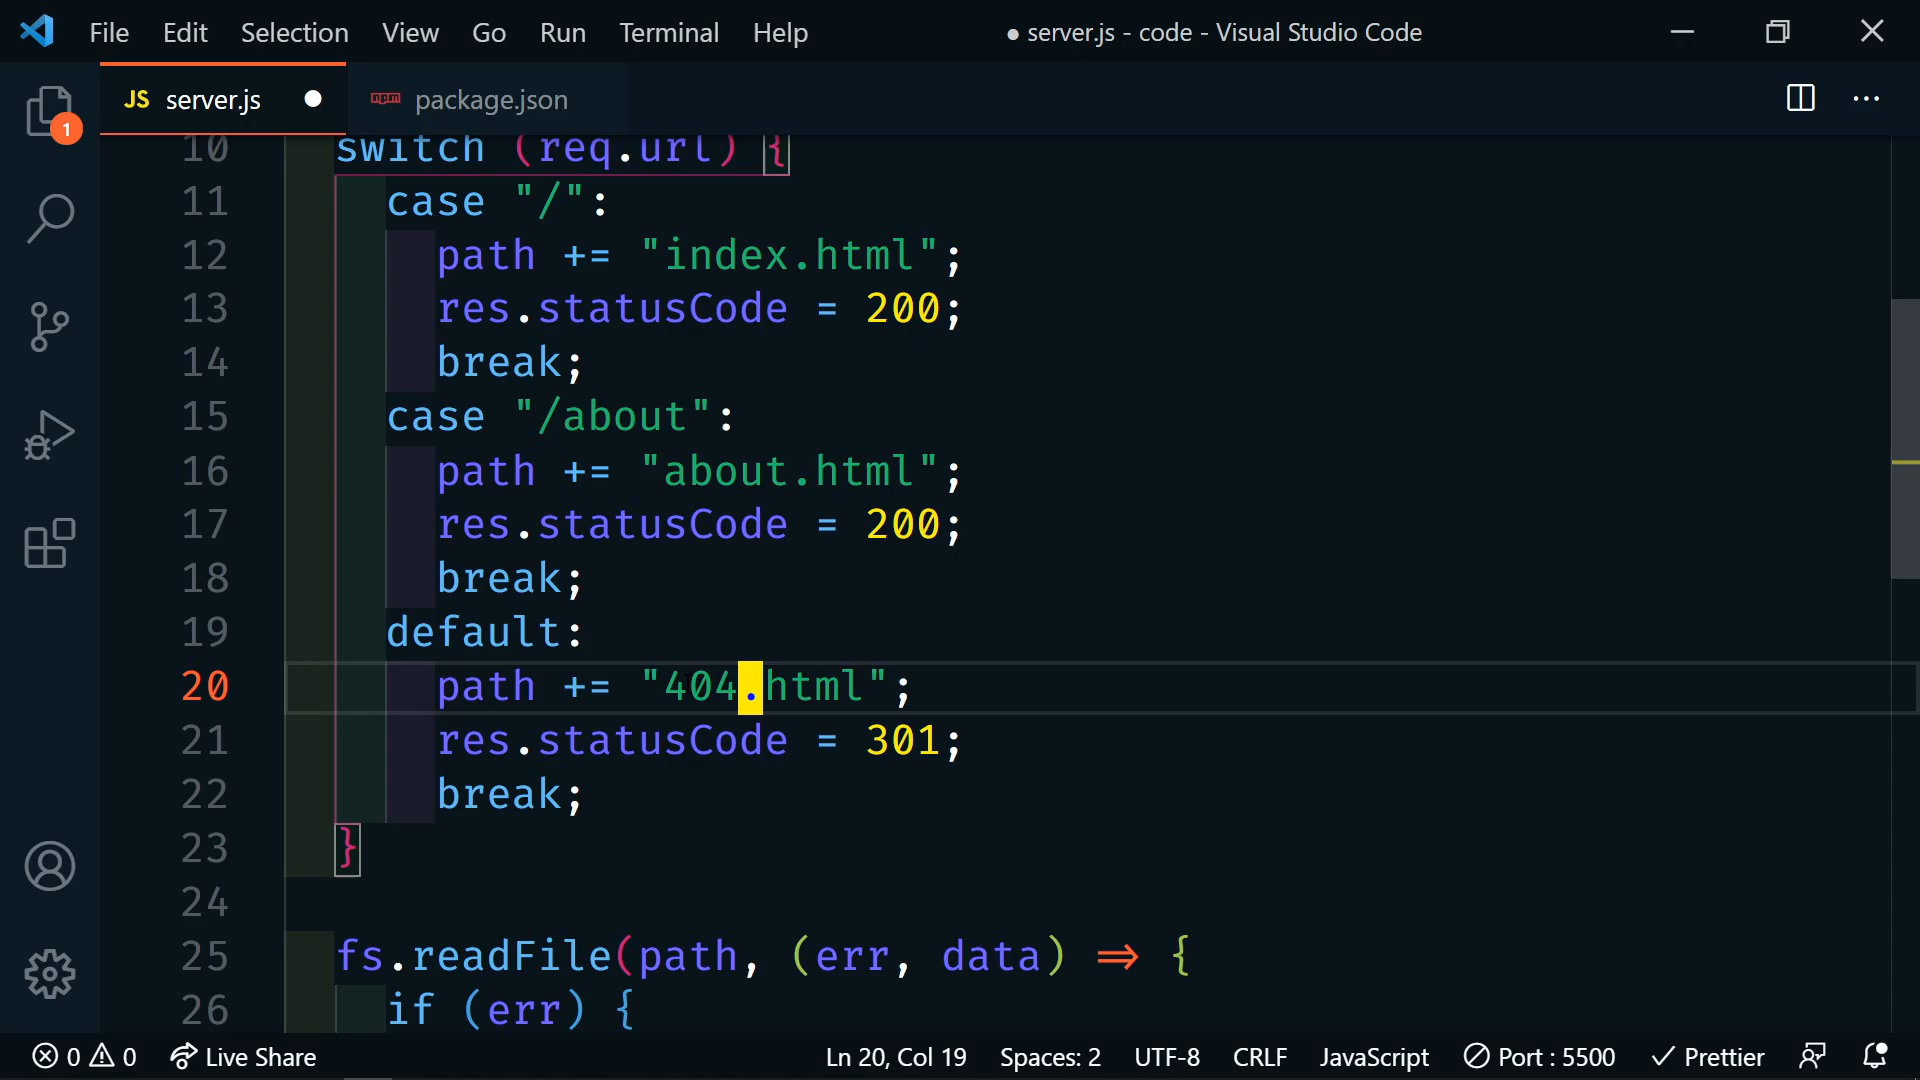 File Edit Selection View Go Run Terminal Help ● server.js - code - Visual Studio Code
JS server.js ● package.json
1
10 switch (req.url) {
11 case "/":
12 path += "index.html";
13 res.statusCode = 200;
14 break;
15 case "/about":
16 path += "about.html";
17 res.statusCode = 200;
18 break;
19 default:
20 path += "404.html";
21 res.statusCode = 301;
22 break;
23 }
24
25 fs.readFile(path, (err, data) => {
26 if (err) {
0 0 Live Share Ln 20, Col 19 Spaces: 2 UTF-8 CRLF JavaScript Port : 5500 Prettier